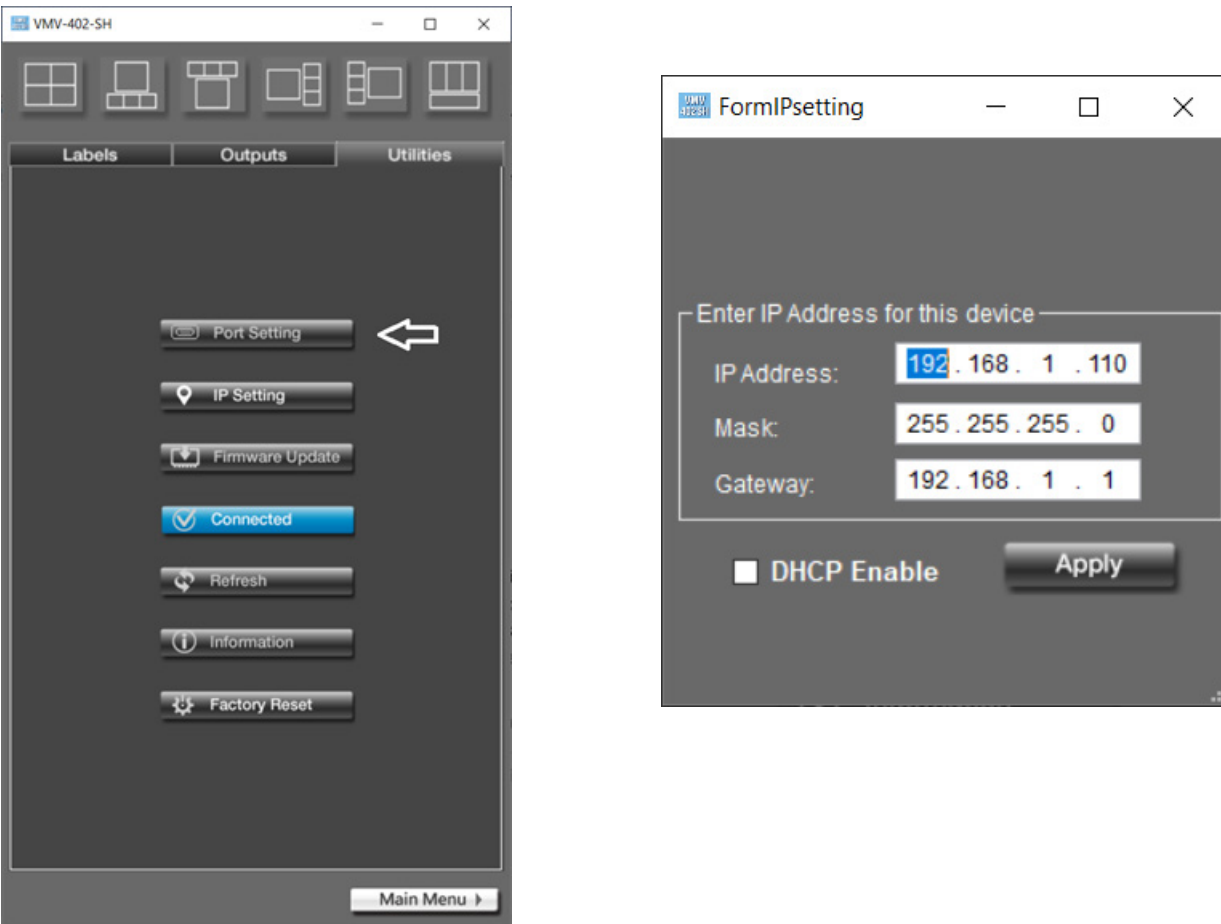 VMV-402-SH
Labels
Outputs
Utilities
Port Setting
IP Setting
Firmware Update
Connected
Refresh
Information
Factory Reset
Main Menu
VMV
402SH
FormIPsetting
Enter IP Address for this device
IP Address: 192 . 168 . 1 . 110
Mask: 255 . 255 . 255 . 0
Gateway: 192 . 168 . 1 . 1
DHCP Enable
Apply